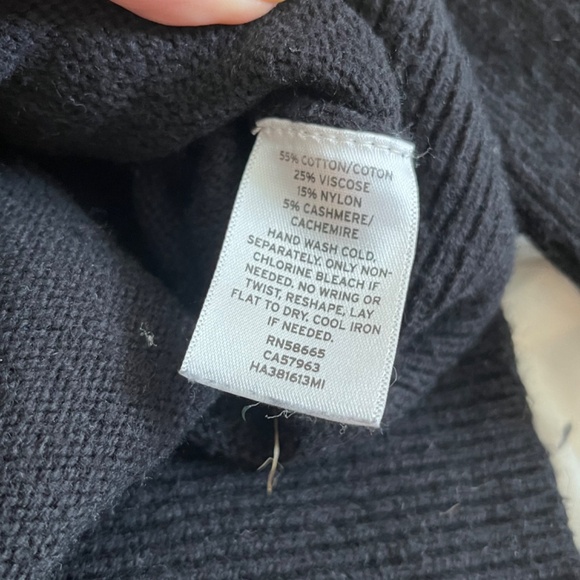 55% COTTON/COTON
25% VISCOSE
15% NYLON
5% CASHMERE/
CACHEMIRE
HAND WASH COLD.
SEPARATELY. ONLY NON-
CHLORINE BLEACH IF
NEEDED. NO WRING OR
TWIST, RESHAPE, LAY
FLAT TO DRY. COOL IRON
IF NEEDED.
RN58665
CA57963
HA381613MI